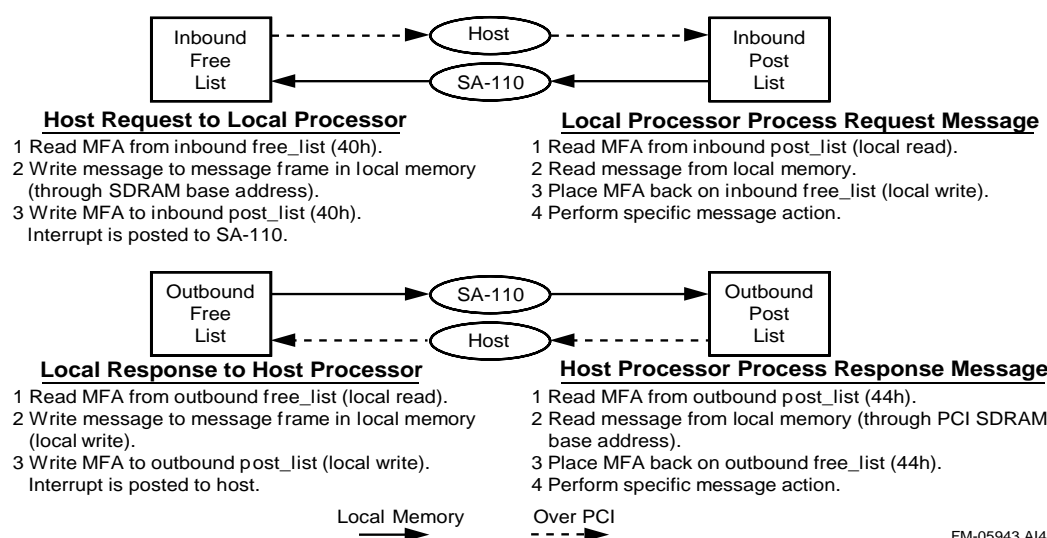 Inbound
Free
List
Host
SA-110
Inbound
Post
List
Host Request to Local Processor
1 Read MFA from inbound free_list (40h).
2 Write message to message frame in local memory
(through SDRAM base address).
3 Write MFA to inbound post_list (40h).
Interrupt is posted to SA-110.
Local Processor Process Request Message
1 Read MFA from inbound post_list (local read).
2 Read message from local memory.
3 Place MFA back on inbound free_list (local write).
4 Perform specific message action.
Outbound
Free
List
SA-110
Host
Outbound
Post
List
Local Response to Host Processor
1 Read MFA from outbound free_list (local read).
2 Write message to message frame in local memory
(local write).
3 Write MFA to outbound post_list (local write).
Interrupt is posted to host.
Host Processor Process Response Message
1 Read MFA from outbound post_list (44h).
2 Read message from local memory (through PCI SDRAM
base address).
3 Place MFA back on outbound free_list (44h).
4 Perform specific message action.
Local Memory
Over PCI
FM-05943.AI4